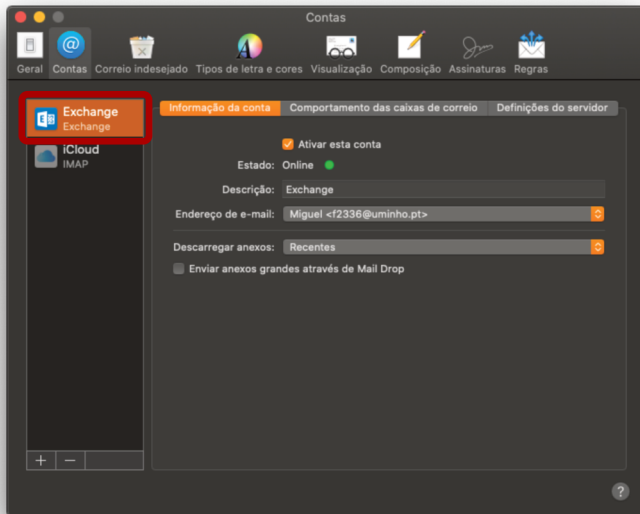 Contas
Geral Contas Correio indesejado Tipos de letra e cores Visualização Composição Assinaturas Regras
Exchange
Exchange
iCloud
IMAP
Informação da conta Comportamento das caixas de correio Definições do servidor
Ativar esta conta
Estado: Online
Descrição: Exchange
Endereço de e-mail: Miguel <f2336@uminho.pt>
Descarregar anexos: Recentes
Enviar anexos grandes através de Mail Drop
+ −
?